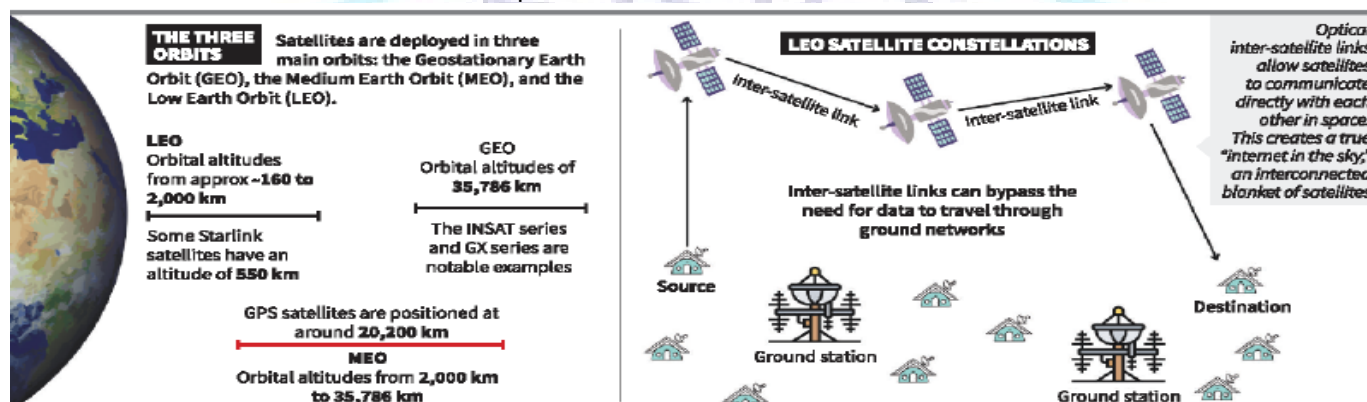 THE THREE
ORBITS
Satellites are deployed in three
main orbits: the Geostationary Earth
Orbit (GEO), the Medium Earth Orbit (MEO), and the
Low Earth Orbit (LEO).
LEO
Orbital altitudes
from approx ~160 to
2,000 km
Some Starlink
satellites have an
altitude of 550 km
GEO
Orbital altitudes of
35,786 km
The INSAT series
and GX series are
notable examples
GPS satellites are positioned at
around 20,200 km
MEO
Orbital altitudes from 2,000 km
to 35,786 km
LEO SATELLITE CONSTELLATIONS
Inter-satellite link
Inter-satellite link
Inter-satellite links can bypass the
need for data to travel through
ground networks
Source
Ground station
Destination
Ground station
Optical
inter-satellite links
allow satellites
to communicate
directly with each
other in space.
This creates a true
"internet in the sky,"
an interconnected
blanket of satellites